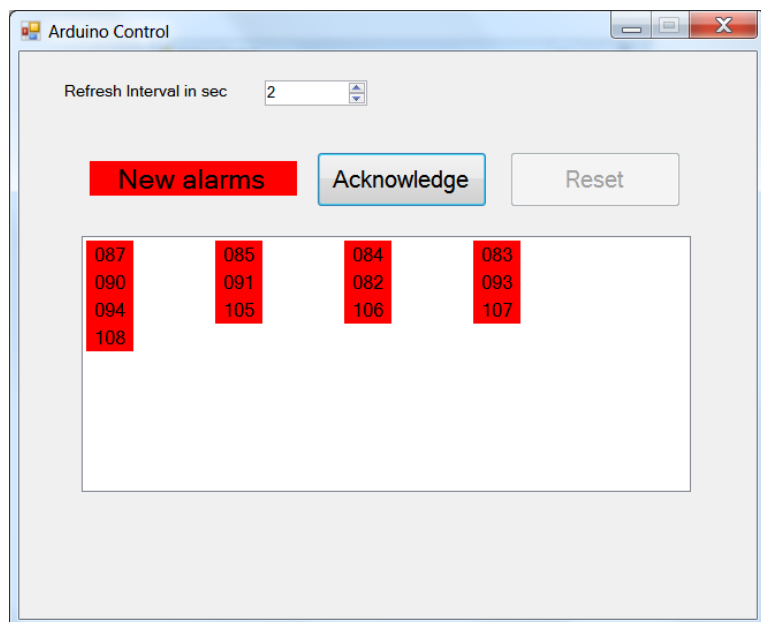 Arduino Control
Refresh Interval in sec 2
New alarms Acknowledge Reset
087 085 084 083
090 091 082 093
094 105 106 107
108